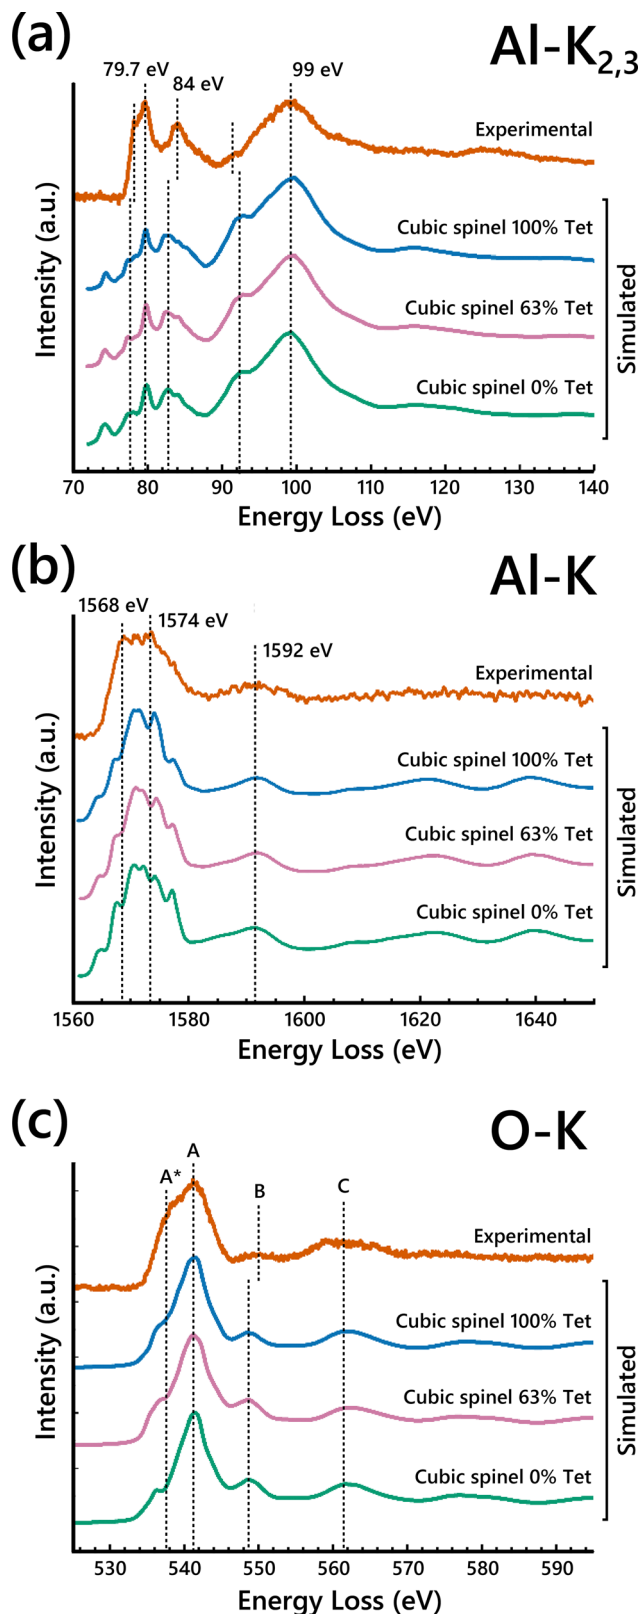 (a)
Al-K2,3
79.7 eV
84 eV
99 eV
Experimental
Cubic spinel 100% Tet
Cubic spinel 63% Tet
Cubic spinel 0% Tet
Simulated
Intensity (a.u.)
70 80 90 100 110 120 130 140
Energy Loss (eV)
(b)
Al-K
1568 eV
1574 eV
1592 eV
Experimental
Cubic spinel 100% Tet
Cubic spinel 63% Tet
Cubic spinel 0% Tet
Simulated
Intensity (a.u.)
1560 1580 1600 1620 1640
Energy Loss (eV)
(c)
O-K
A*
A
B
C
Experimental
Cubic spinel 100% Tet
Cubic spinel 63% Tet
Cubic spinel 0% Tet
Simulated
Intensity (a.u.)
530 540 550 560 570 580 590
Energy Loss (eV)